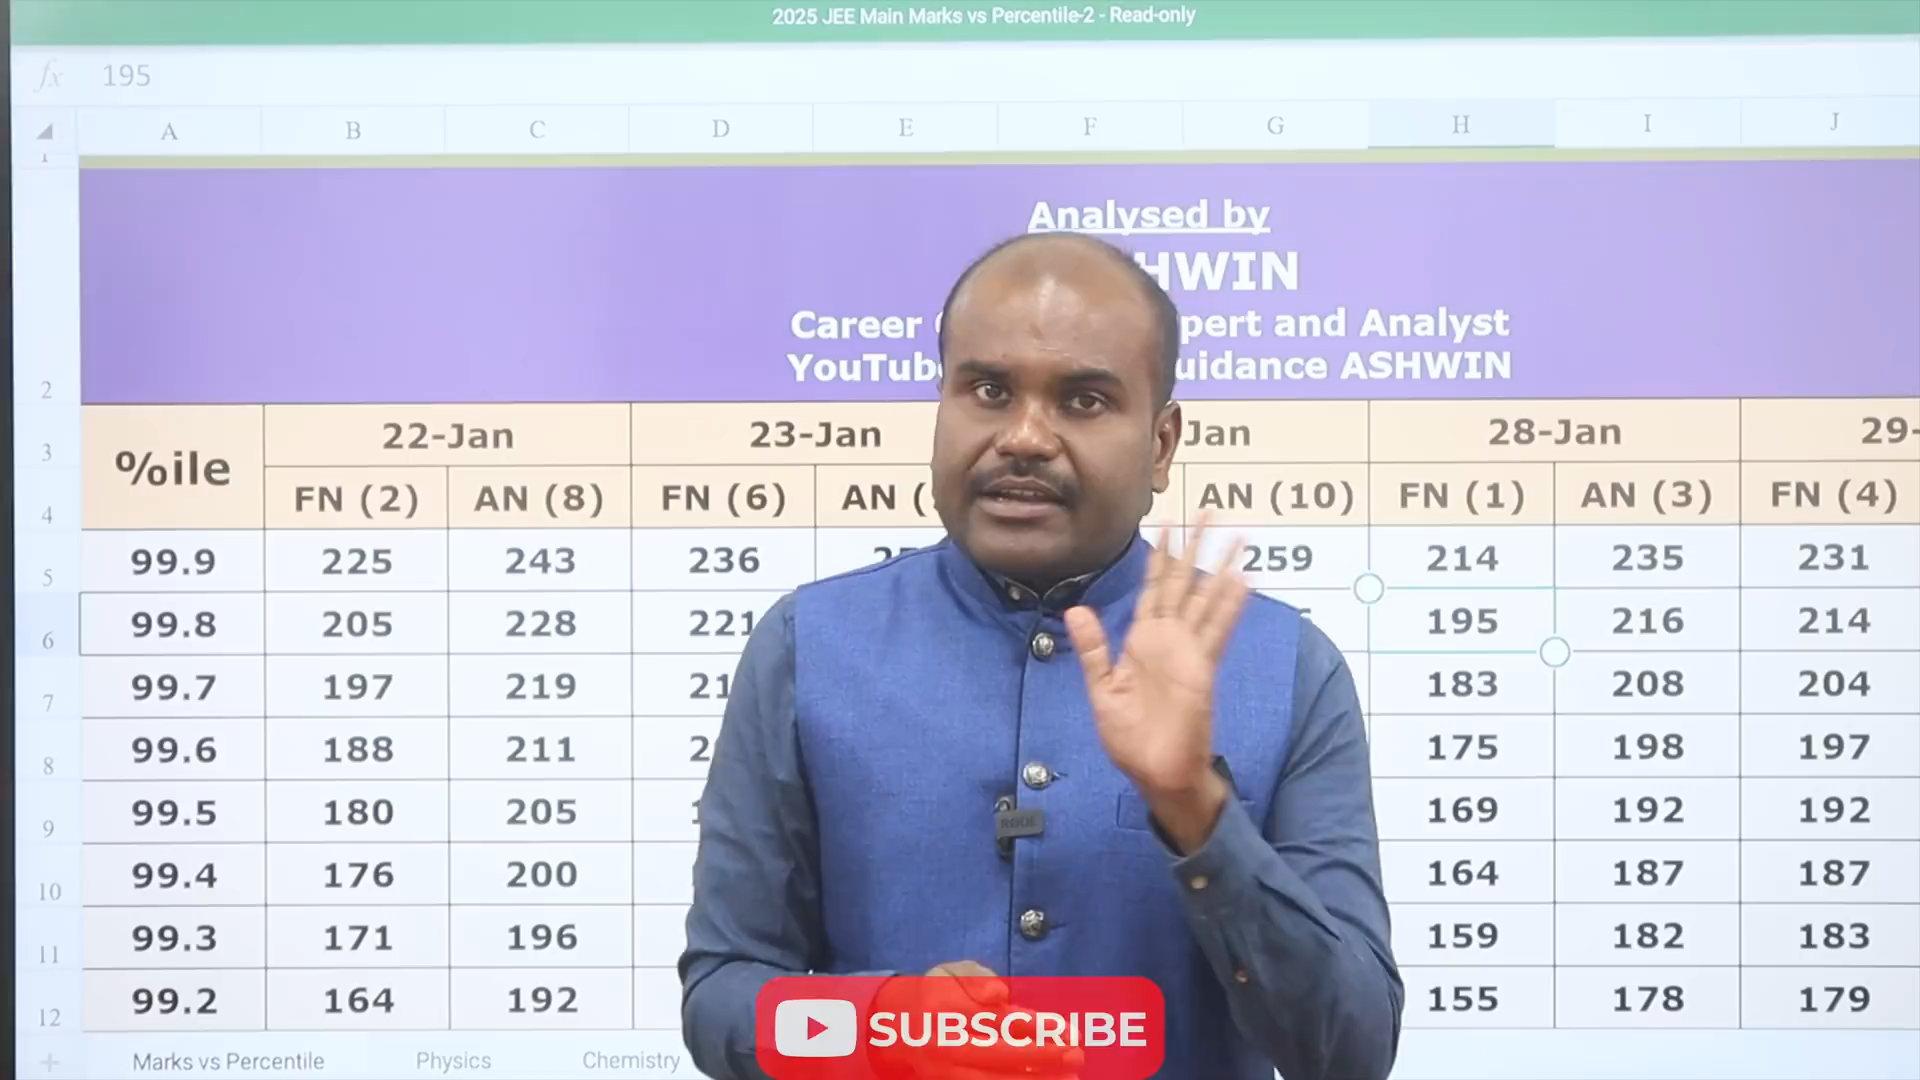 2025 JEE Main Marks vs Percentile-2 - Read-only
fx 195
A B C D E F G H I J
1
Analysed by
HWIN
Career pert and Analyst
YouTub uidance ASHWIN
2
3 %ile 22-Jan 23-Jan Jan 28-Jan 29-
4 FN (2) AN (8) FN (6) AN ( AN (10) FN (1) AN (3) FN (4)
5 99.9 225 243 236 259 214 235 231
6 99.8 205 228 221 195 216 214
7 99.7 197 219 21 183 208 204
8 99.6 188 211 2 175 198 197
9 99.5 180 205 169 192 192
10 99.4 176 200 164 187 187
11 99.3 171 196 159 182 183
12 99.2 164 192 155 178 179
RODE
Marks vs Percentile Physics Chemistry
SUBSCRIBE